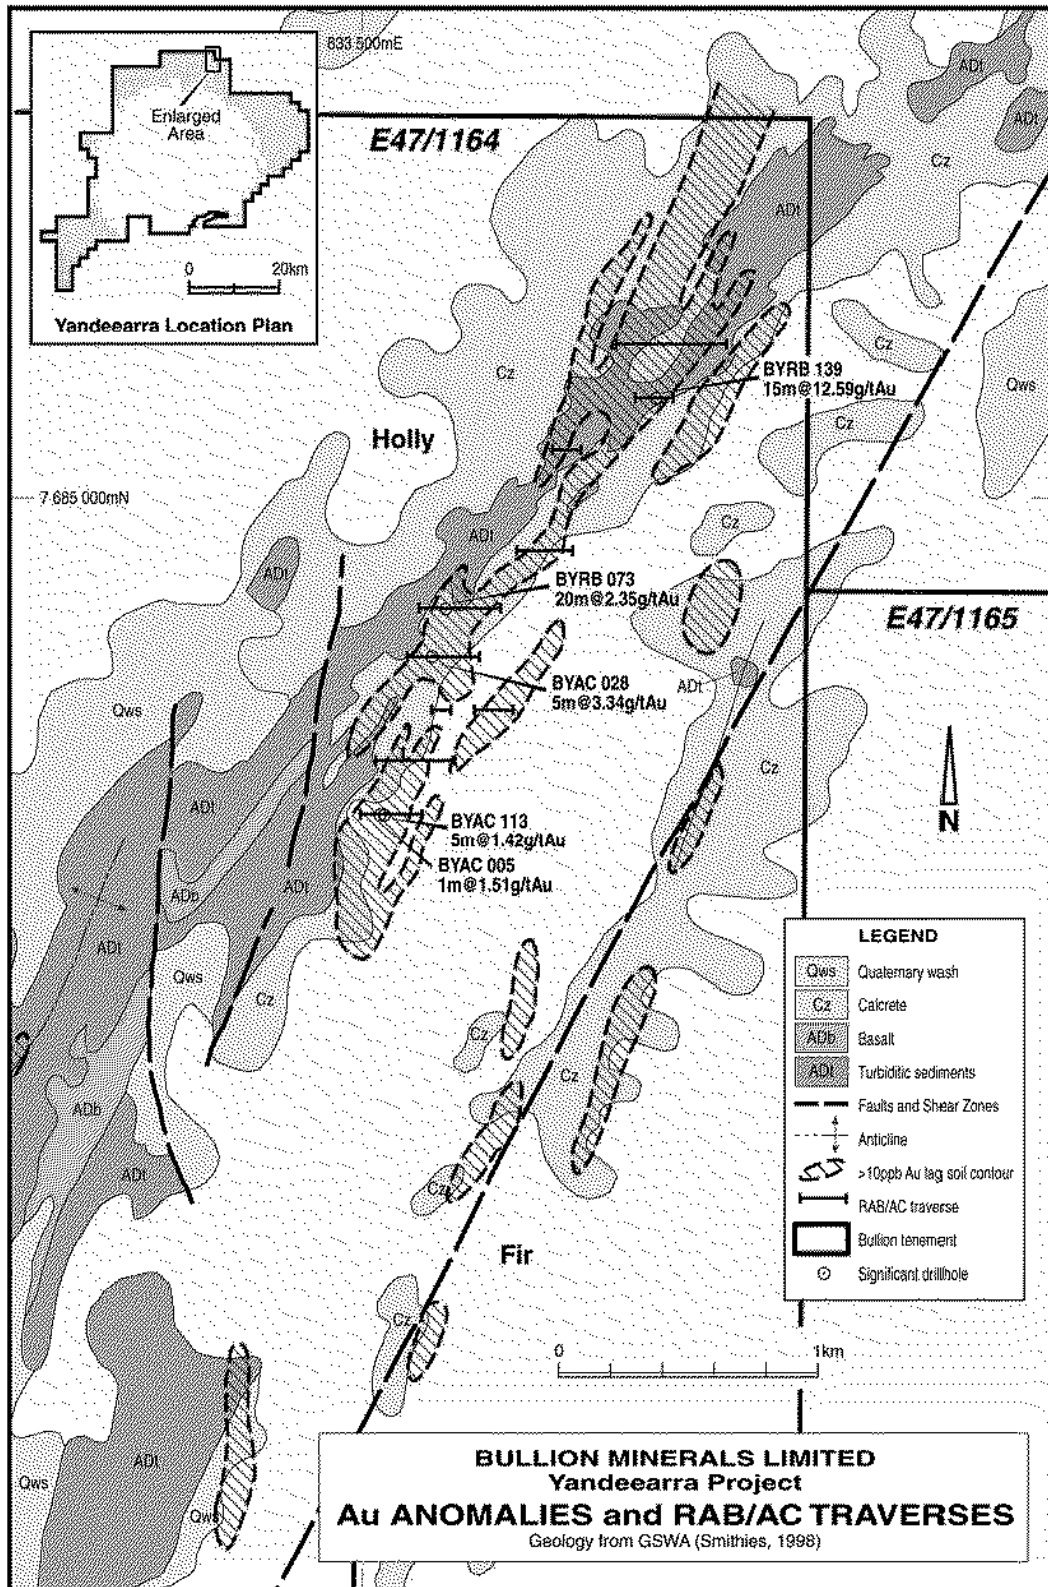 833 500mE
Enlarged
Area
0 20km
Yandeearra Location Plan
E47/1164
ADt
ADt
Cz
ADt
Cz
Cz
Qws
BYRB 139
15m@12.59g/tAu
Cz
Holly
7 685 000mN
Cz
ADt
ADt
BYRB 073
20m@2.35g/tAu
E47/1165
ADt
BYAC 028
5m@3.34g/tAu
Qws
Cz
ADt
BYAC 113
5m@1.42g/tAu
BYAC 005
1m@1.51g/tAu
N
ADb
ADt
ADt
Qws
Cz
Cz
Cz
ADb
ADt
Cz
Fir
Cz
0 1km
ADt
Qws
Qws
LEGEND
Qws Quaternary wash
Cz Calcrete
ADb Basalt
ADt Turbiditic sediments
Faults and Shear Zones
Anticline
>10ppb Au lag soil contour
RAB/AC traverse
Bullion tenement
Significant drillhole
BULLION MINERALS LIMITED
Yandeearra Project
Au ANOMALIES and RAB/AC TRAVERSES
Geology from GSWA (Smithies, 1998)